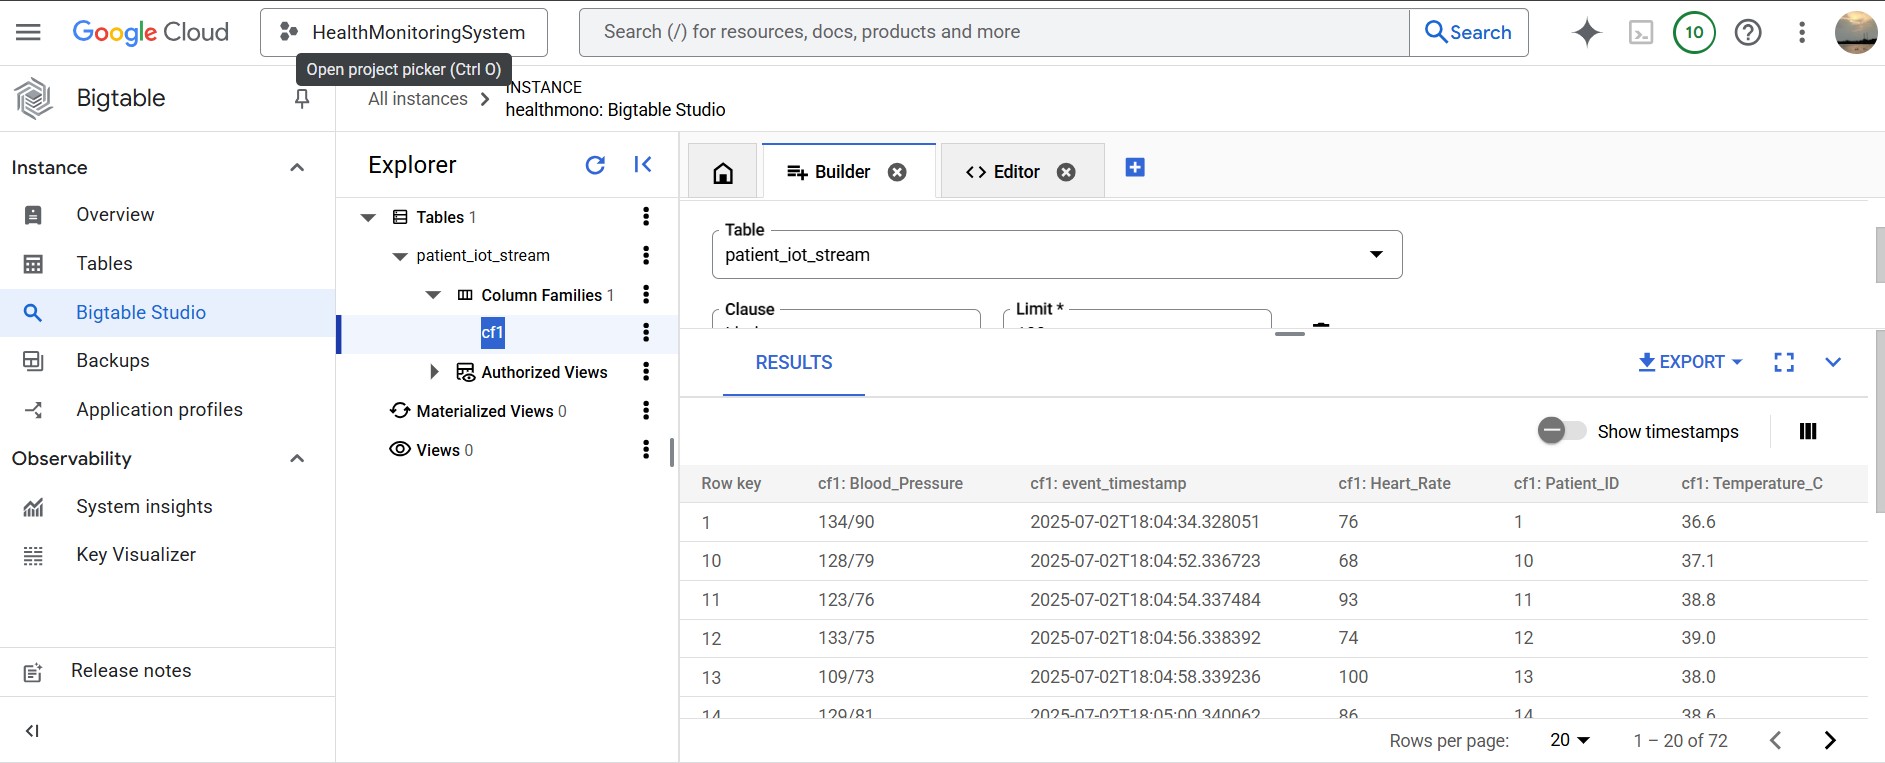 Google Cloud
HealthMonitoringSystem
Search (/) for resources, docs, products and more
Search
10
Open project picker (Ctrl O)
Bigtable
All instances
INSTANCE
healthmono: Bigtable Studio
Instance
Overview
Tables
Bigtable Studio
Backups
Application profiles
Observability
System insights
Key Visualizer
Release notes
Explorer
Tables 1
patient_iot_stream
Column Families 1
cf1
Authorized Views
Materialized Views 0
Views 0
Builder
Editor
Table
patient_iot_stream
Clause
Limit *
RESULTS
EXPORT
Show timestamps
Row key cf1: Blood_Pressure cf1: event_timestamp cf1: Heart_Rate cf1: Patient_ID cf1: Temperature_C
1 134/90 2025-07-02T18:04:34.328051 76 1 36.6
10 128/79 2025-07-02T18:04:52.336723 68 10 37.1
11 123/76 2025-07-02T18:04:54.337484 93 11 38.8
12 133/75 2025-07-02T18:04:56.338392 74 12 39.0
13 109/73 2025-07-02T18:04:58.339236 100 13 38.0
14 129/81 2025-07-02T18:05:00.340062 86 14 38.6
Rows per page: 20 1 – 20 of 72